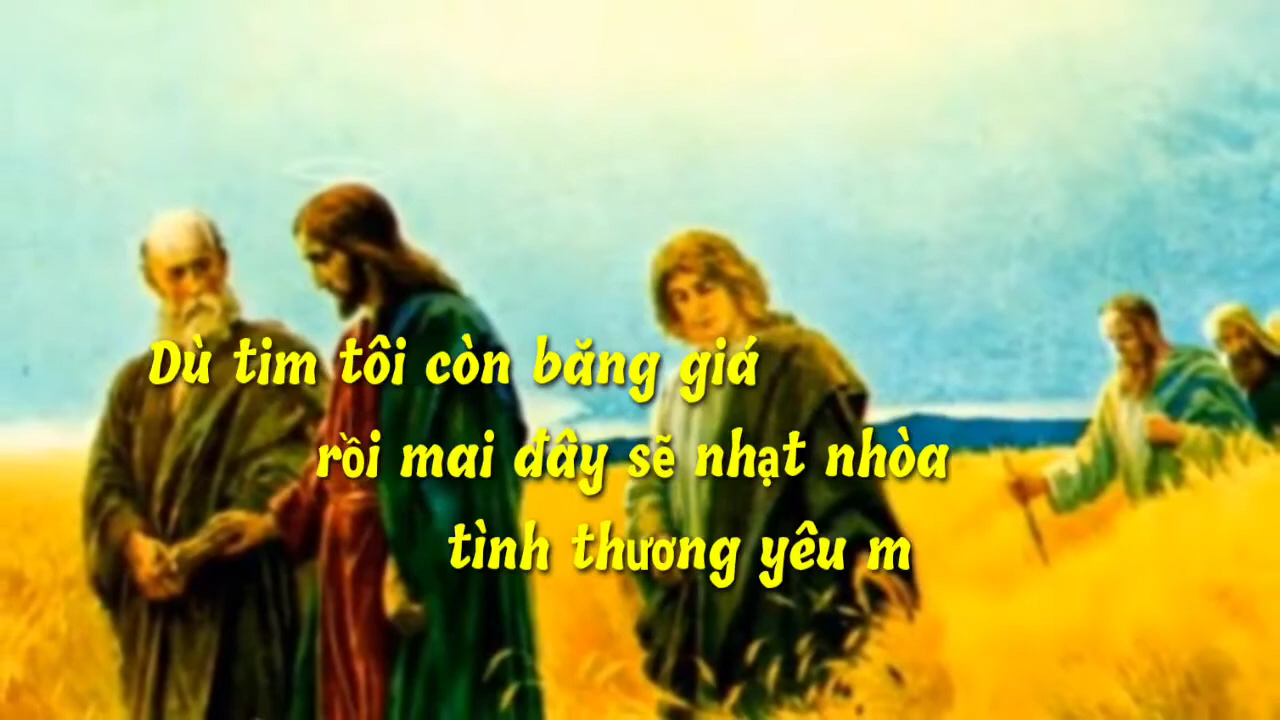 Dù tim tôi còn băng giá
rồi mai đây sẽ nhạt nhòa
tình thương yêu m